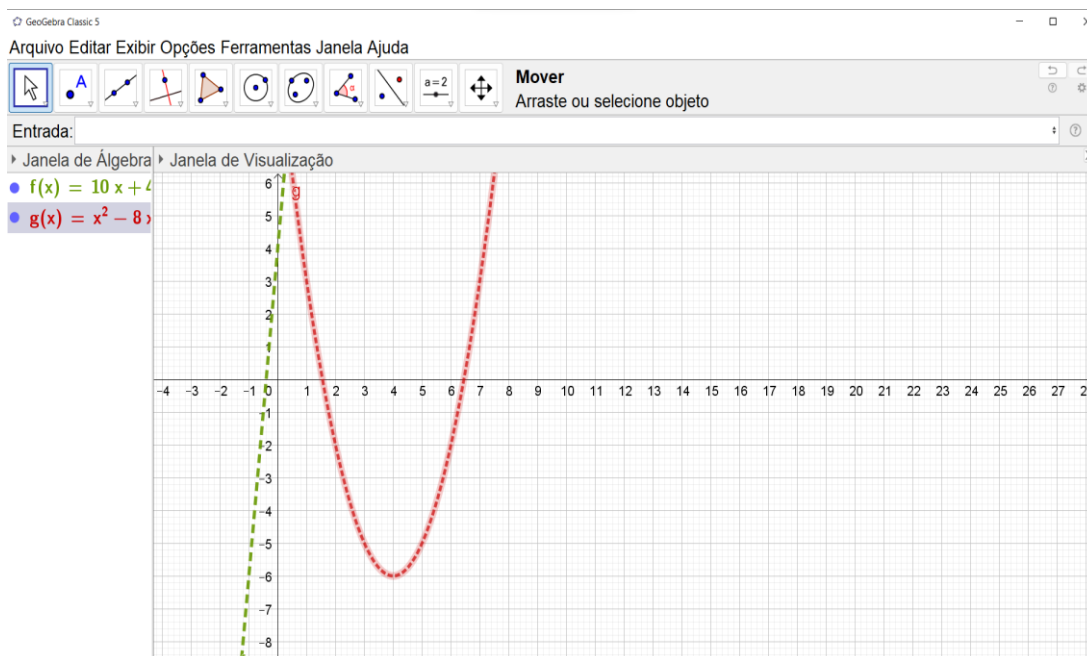 GeoGebra Classic 5
Arquivo Editar Exibir Opções Ferramentas Janela Ajuda
A
α
a=2
Mover
Arraste ou selecione objeto
Entrada:
Janela de Álgebra
Janela de Visualização
f(x) = 10 x + 4
g(x) = x² − 8 x
g
6
5
4
3
2
1
−4 −3 −2 −1 0 1 2 3 4 5 6 7 8 9 10 11 12 13 14 15 16 17 18 19 20 21 22 23 24 25 26 27 2
−1
−2
−3
−4
−5
−6
−7
−8